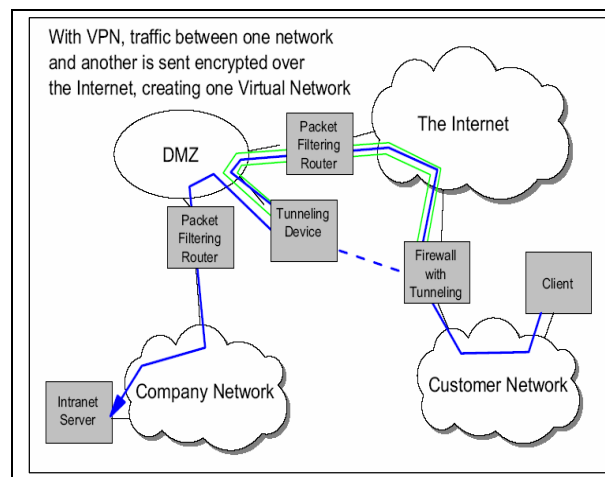 With VPN, traffic between one network
and another is sent encrypted over
the Internet, creating one Virtual Network
Packet
Filtering
Router
The Internet
DMZ
Packet
Filtering
Router
Tunneling
Device
Firewall
with
Tunneling
Client
Company Network
Customer Network
Intranet
Server